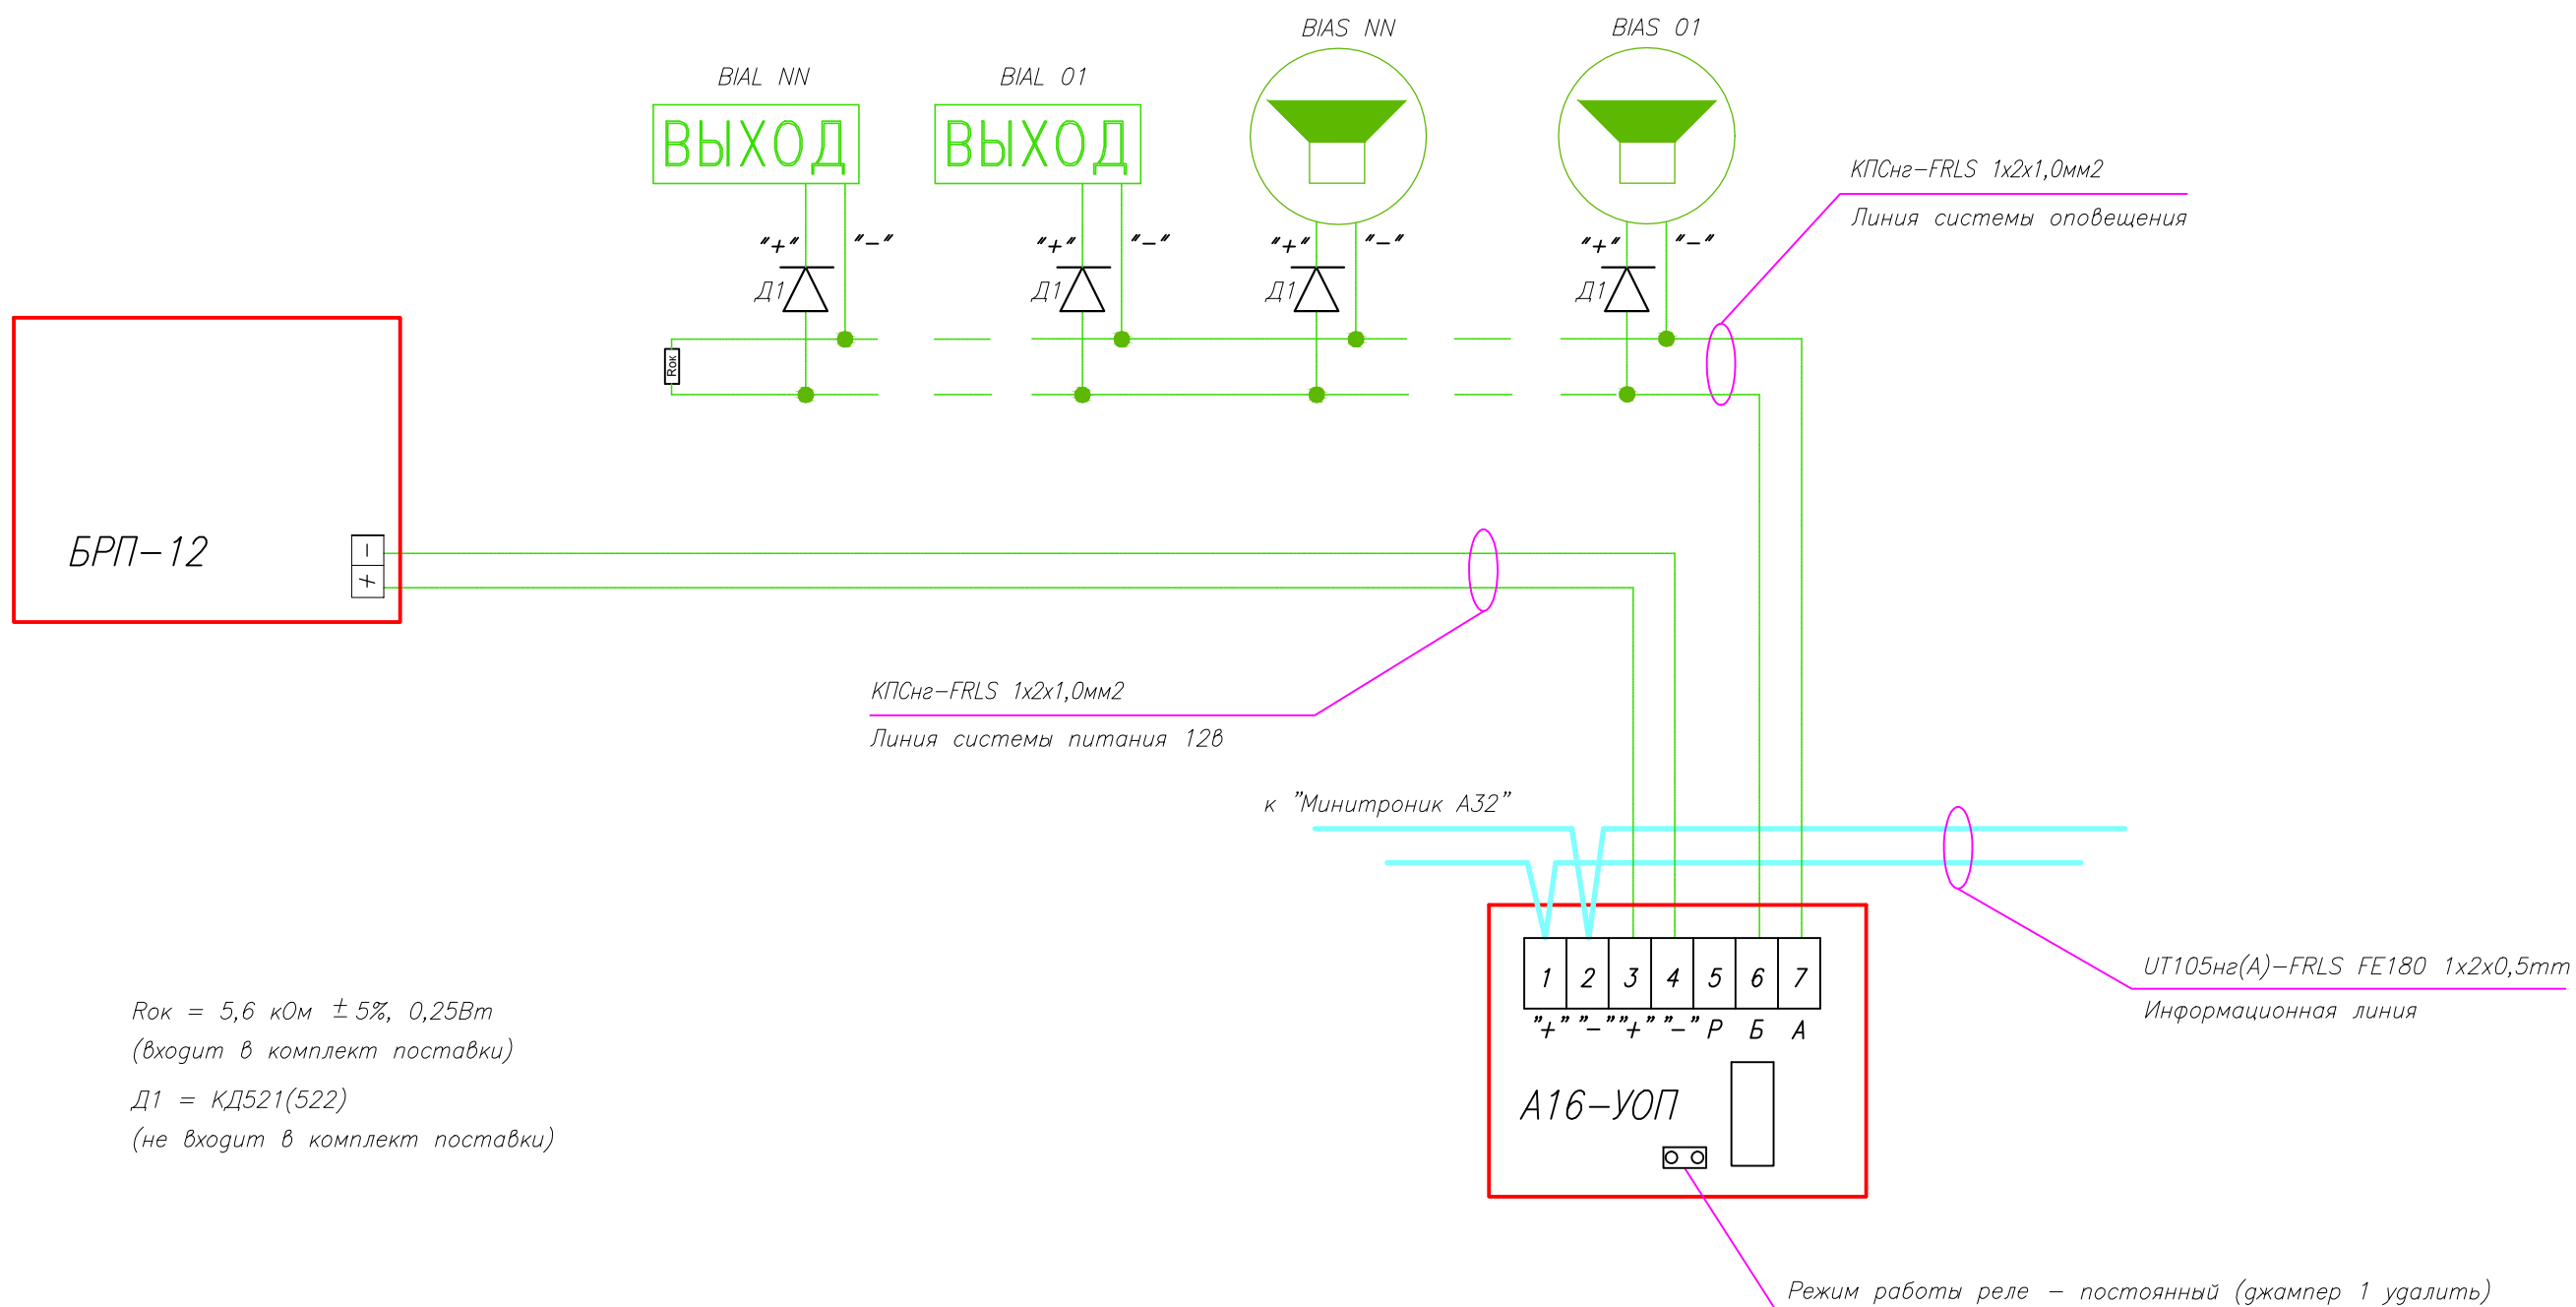 BIAS NN
BIAS 01
BIAL NN
BIAL 01
ВЫХОД
ВЫХОД
КПСнг-FRLS 1x2x1,0мм2
Линия системы оповещения
"+"
"-"
"+"
"-"
"+"
"-"
"+"
"-"
Д1
Д1
Д1
Д1
Rок
БРП-12
-
+
КПСнг-FRLS 1x2x1,0мм2
Линия системы питания 12в
к "Минитроник А32"
UT105нг(А)-FRLS FE180 1x2x0,5mm
Информационная линия
1 2 3 4 5 6 7
"+" "-" "+" "-" Р Б А
А16-УОП
Rок = 5,6 кОм ± 5%, 0,25Вт
(входит в комплект поставки)
Д1 = КД521(522)
(не входит в комплект поставки)
Режим работы реле - постоянный (джампер 1 удалить)